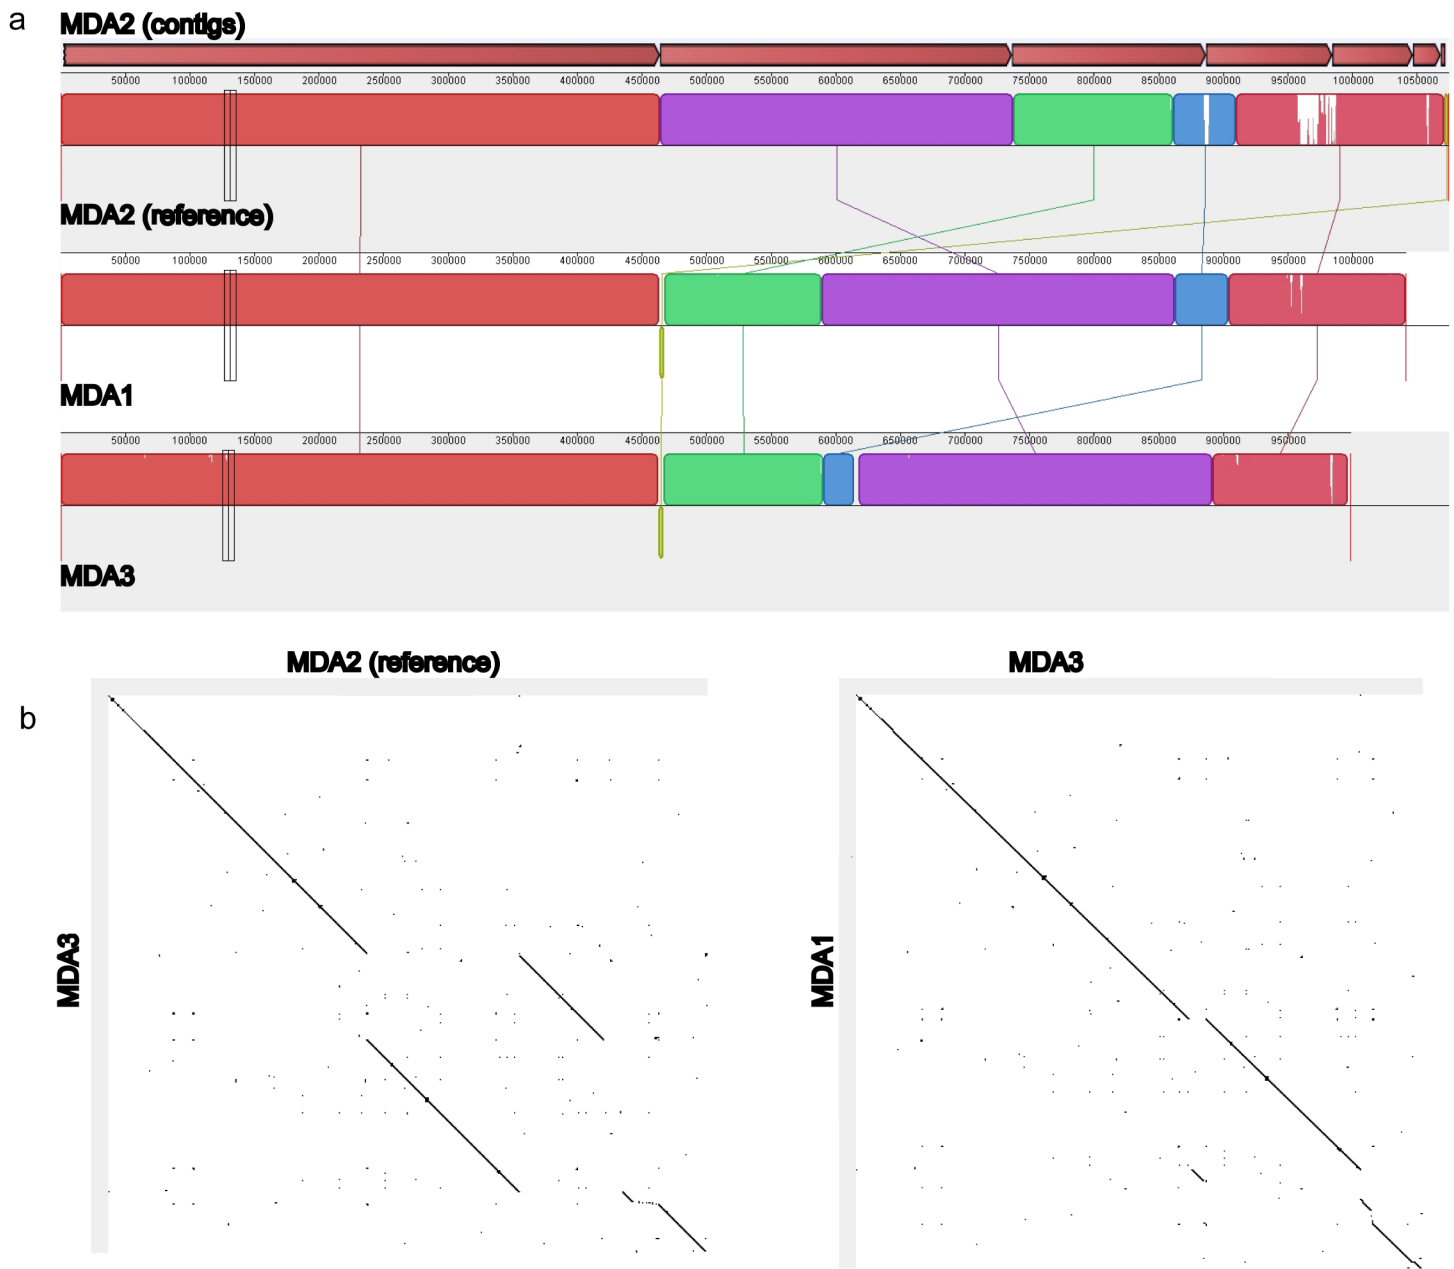 a
MDA2 (contigs)
50000 100000 150000 200000 250000 300000 350000 400000 450000 500000 550000 600000 650000 700000 750000 800000 850000 900000 950000 1000000 1050000
MDA2 (reference)
50000 100000 150000 200000 250000 300000 350000 400000 450000 500000 550000 600000 650000 700000 750000 800000 850000 900000 950000 1000000
MDA1
50000 100000 150000 200000 250000 300000 350000 400000 450000 500000 550000 600000 650000 700000 750000 800000 850000 900000 950000
MDA3
MDA2 (reference)
MDA3
b
MDA3
MDA1